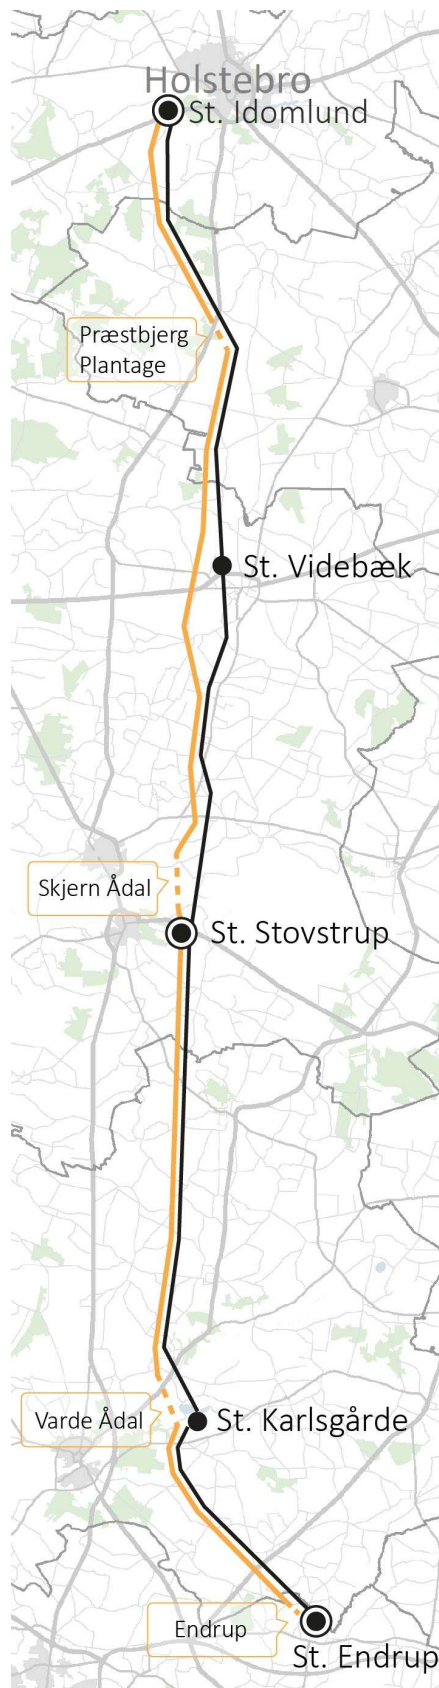 Holstebro
St. Idomlund
Præstbjerg
Plantage
St. Videbæk
Skjern Ådal
St. Stovstrup
Varde Ådal
St. Karlsgårde
Endrup
St. Endrup